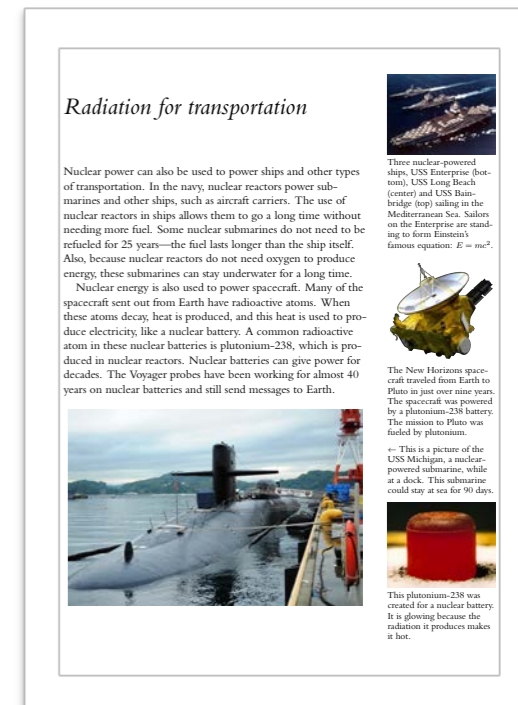 Radiation for transportation
Nuclear power can also be used to power ships and other types
of transportation. In the navy, nuclear reactors power sub-
marines and other ships, such as aircraft carriers. The use of
nuclear reactors in ships allows them to go a long time without
needing more fuel. Some nuclear submarines do not need to be
refueled for 25 years—the fuel lasts longer than the ship itself.
Also, because nuclear reactors do not need oxygen to produce
energy, these submarines can stay underwater for a long time.
Nuclear energy is also used to power spacecraft. Many of the
spacecraft sent out from Earth have radioactive atoms. When
these atoms decay, heat is produced, and this heat is used to pro-
duce electricity, like a nuclear battery. A common radioactive
atom in these nuclear batteries is plutonium-238, which is pro-
duced in nuclear reactors. Nuclear batteries can give power for
decades. The Voyager probes have been working for almost 40
years on nuclear batteries and still send messages to Earth.
Three nuclear-powered
ships, USS Enterprise (bot-
tom), USS Long Beach
(center) and USS Bain-
bridge (top) sailing in the
Mediterranean Sea. Sailors
on the Enterprise are stand-
ing to form Einstein's
famous equation: E = mc².
The New Horizons space-
craft traveled from Earth to
Pluto in just over nine years.
The spacecraft was powered
by a plutonium-238 battery.
The mission to Pluto was
fueled by plutonium.
← This is a picture of the
USS Michigan, a nuclear-
powered submarine, while
at a dock. This submarine
could stay at sea for 90 days.
This plutonium-238 was
created for a nuclear battery.
It is glowing because the
radiation it produces makes
it hot.